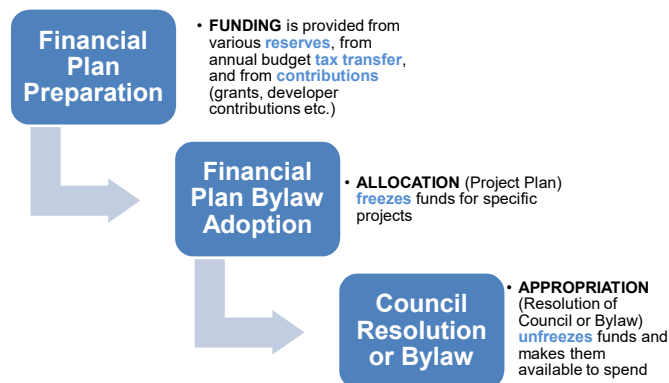 Financial
Plan
Preparation
• FUNDING is provided from
various reserves, from
annual budget tax transfer,
and from contributions
(grants, developer
contributions etc.)
Financial
Plan Bylaw
Adoption
• ALLOCATION (Project Plan)
freezes funds for specific
projects
Council
Resolution
or Bylaw
• APPROPRIATION
(Resolution of
Council or Bylaw)
unfreezes funds and
makes them
available to spend